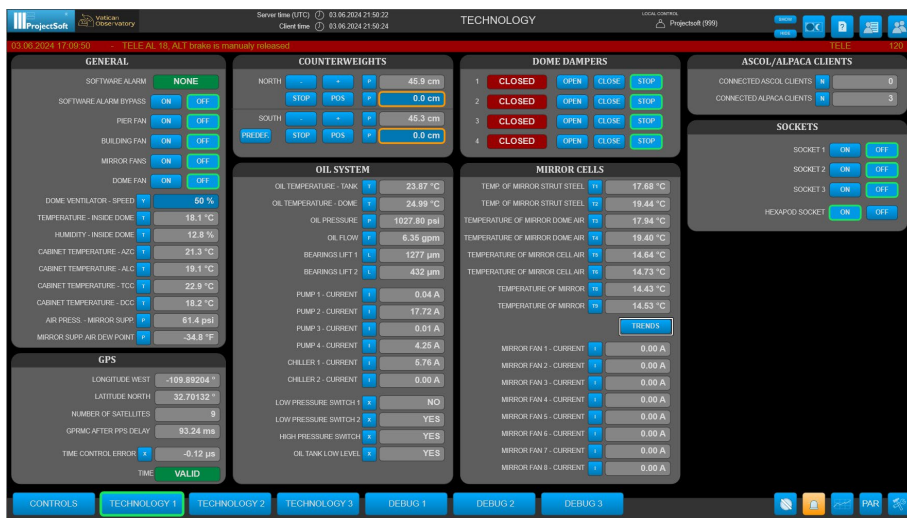 ProjectSoft
Vatican Observatory
Server time (UTC) 03.06.2024 21:50:22
Client time 03.06.2024 21:50:24
TECHNOLOGY
LOCAL CONTROL
Projectsoft (999)
SHOW
HIDE
03.06.2024 17:09:50 - TELE AL 18, ALT brake is manualy released TELE 120
GENERAL
SOFTWARE ALARM NONE
SOFTWARE ALARM BYPASS ON OFF
PIER FAN ON OFF
BUILDING FAN ON OFF
MIRROR FANS ON OFF
DOME FAN ON OFF
DOME VENTILATOR - SPEED Y 50 %
TEMPERATURE - INSIDE DOME T 18.1 °C
HUMIDITY - INSIDE DOME T 12.8 %
CABINET TEMPERATURE - AZC T 21.3 °C
CABINET TEMPERATURE - ALC T 19.1 °C
CABINET TEMPERATURE - TCC T 22.9 °C
CABINET TEMPERATURE - DCC T 18.2 °C
AIR PRESS. - MIRROR SUPP. P 61.4 psi
MIRROR SUPP. AIR DEW POINT P -34.8 °F
GPS
LONGITUDE WEST -109.89204 °
LATITUDE NORTH 32.70132 °
NUMBER OF SATELLITES 9
GPRMC AFTER PPS DELAY 93.24 ms
TIME CONTROL ERROR X -0.12 µs
TIME VALID
COUNTERWEIGHTS
NORTH - + P 45.9 cm
STOP POS P 0.0 cm
SOUTH - + P 45.3 cm
PREDEF. STOP POS P 0.0 cm
OIL SYSTEM
OIL TEMPERATURE - TANK T 23.87 °C
OIL TEMPERATURE - DOME T 24.99 °C
OIL PRESSURE P 1027.80 psi
OIL FLOW F 6.35 gpm
BEARINGS LIFT 1 L 1277 µm
BEARINGS LIFT 2 L 432 µm
PUMP 1 - CURRENT I 0.04 A
PUMP 2 - CURRENT I 17.72 A
PUMP 3 - CURRENT I 0.01 A
PUMP 4 - CURRENT I 4.25 A
CHILLER 1 - CURRENT I 5.76 A
CHILLER 2 - CURRENT I 0.00 A
LOW PRESSURE SWITCH 1 X NO
LOW PRESSURE SWITCH 2 X YES
HIGH PRESSURE SWITCH X YES
OIL TANK LOW LEVEL X YES
DOME DAMPERS
1 CLOSED OPEN CLOSE STOP
2 CLOSED OPEN CLOSE STOP
3 CLOSED OPEN CLOSE STOP
4 CLOSED OPEN CLOSE STOP
MIRROR CELLS
TEMP. OF MIRROR STRUT STEEL T1 17.68 °C
TEMP. OF MIRROR STRUT STEEL T2 19.44 °C
TEMPERATURE OF MIRROR DOME AIR T3 17.94 °C
TEMPERATURE OF MIRROR DOME AIR T4 19.40 °C
TEMPERATURE OF MIRROR CELL AIR T5 14.64 °C
TEMPERATURE OF MIRROR CELL AIR T6 14.73 °C
TEMPERATURE OF MIRROR 14.43 °C
TEMPERATURE OF MIRROR 14.53 °C
TRENDS
MIRROR FAN 1 - CURRENT I 0.00 A
MIRROR FAN 2 - CURRENT I 0.00 A
MIRROR FAN 3 - CURRENT I 0.00 A
MIRROR FAN 4 - CURRENT I 0.00 A
MIRROR FAN 5 - CURRENT I 0.00 A
MIRROR FAN 6 - CURRENT I 0.00 A
MIRROR FAN 7 - CURRENT I 0.00 A
MIRROR FAN 8 - CURRENT I 0.00 A
ASCOL/ALPACA CLIENTS
CONNECTED ASCOL CLIENTS N 0
CONNECTED ALPACA CLIENTS N 3
SOCKETS
SOCKET 1 ON OFF
SOCKET 2 ON OFF
SOCKET 3 ON OFF
HEXAPOD SOCKET ON OFF
CONTROLS TECHNOLOGY 1 TECHNOLOGY 2 TECHNOLOGY 3 DEBUG 1 DEBUG 2 DEBUG 3 PAR